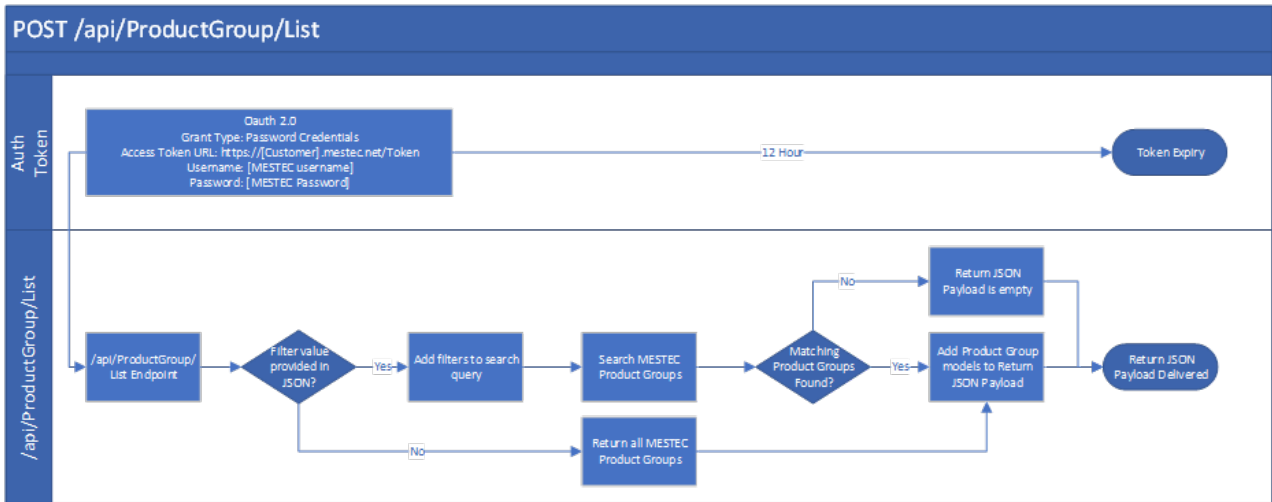 POST /api/ProductGroup/List
Auth
Token
Oauth 2.0
Grant Type: Password Credentials
Access Token URL: https://[Customer].mestec.net/Token
Username: [MESTEC username]
Password: [MESTEC Password]
12 Hour
Token Expiry
/api/ProductGroup/List
/api/ProductGroup/
List Endpoint
Filter value
provided in
JSON?
Yes
Add filters to search
query
Search MESTEC
Product Groups
Matching
Product Groups
Found?
No
Return JSON
Payload is empty
Yes
Add Product Group
models to Return
JSON Payload
Return JSON
Payload Delivered
No
Return all MESTEC
Product Groups